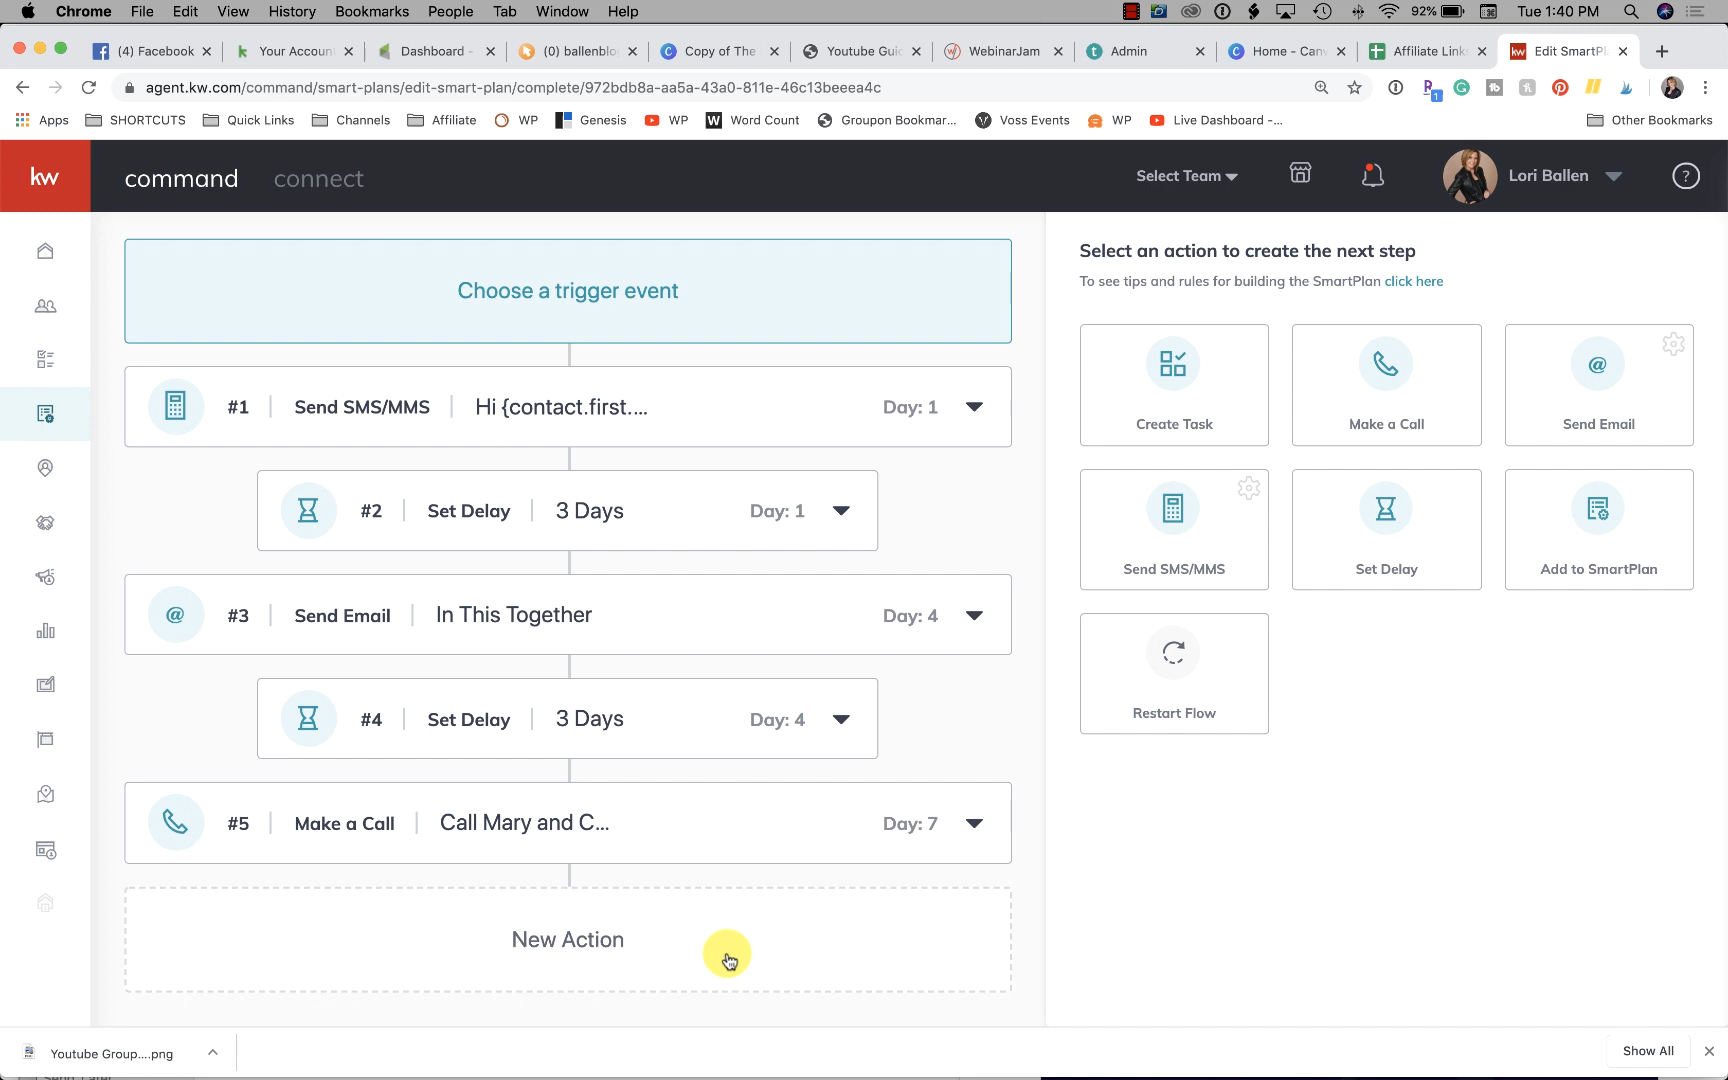 Chrome File Edit View History Bookmarks People Tab Window Help 92% Tue 1:40 PM
(4) Facebook Your Accoun Dashboard - (0) ballenblo Copy of The Youtube Guid WebinarJam Admin Home - Can Affiliate Link Edit SmartPl
agent.kw.com/command/smart-plans/edit-smart-plan/complete/972bdb8a-aa5a-43a0-811e-46c13beeea4c
Apps SHORTCUTS Quick Links Channels Affiliate WP Genesis WP Word Count Groupon Bookmar... Voss Events WP Live Dashboard -... Other Bookmarks
kw command connect Select Team Lori Ballen ?
Choose a trigger event
#1 Send SMS/MMS Hi {contact.first.... Day: 1
#2 Set Delay 3 Days Day: 1
#3 Send Email In This Together Day: 4
#4 Set Delay 3 Days Day: 4
#5 Make a Call Call Mary and C... Day: 7
New Action
Select an action to create the next step
To see tips and rules for building the SmartPlan click here
Create Task Make a Call Send Email
Send SMS/MMS Set Delay Add to SmartPlan
Restart Flow
Youtube Group....png Show All